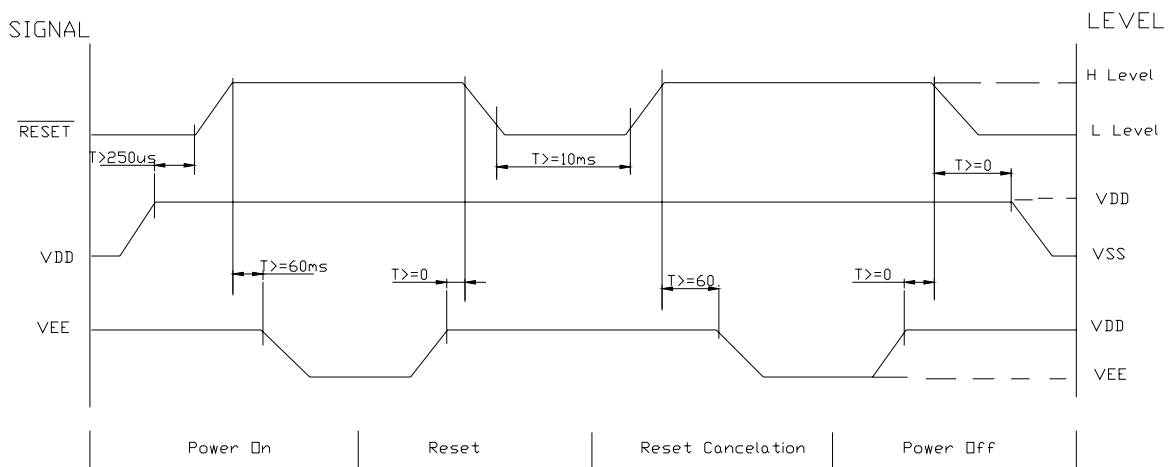 SIGNAL
LEVEL
H Level
RESET
L Level
T>250us
T>=10ms
T>=0
VDD
VDD
VSS
T>=60ms
T>=0
T>=60.
T>=0
VEE
VDD
VEE
Power On
Reset
Reset Cancelation
Power Off